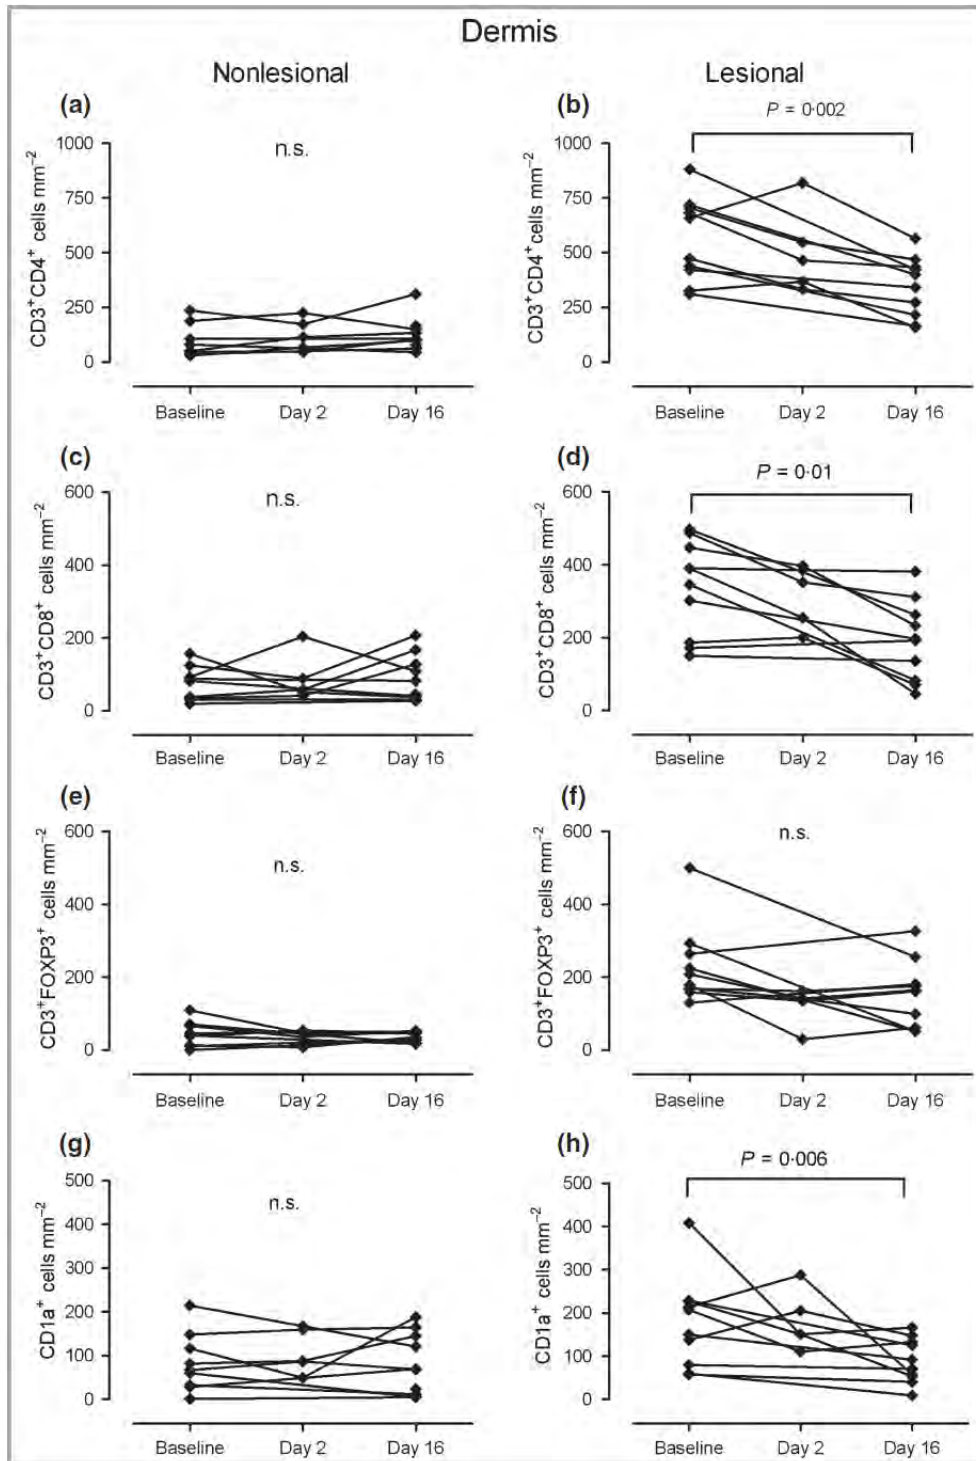 Dermis
Nonlesional
Lesional
(a)
n.s.
CD3⁺CD4⁺ cells mm⁻²
1000
750
500
250
0
Baseline Day 2 Day 16
(b)
P = 0·002
CD3⁺CD4⁺ cells mm⁻²
1000
750
500
250
0
Baseline Day 2 Day 16
(c)
n.s.
CD3⁺CD8⁺ cells mm⁻²
600
400
200
0
Baseline Day 2 Day 16
(d)
P = 0·01
CD3⁺CD8⁺ cells mm⁻²
600
400
200
0
Baseline Day 2 Day 16
(e)
n.s.
CD3⁺FOXP3⁺ cells mm⁻²
600
400
200
0
Baseline Day 2 Day 16
(f)
n.s.
CD3⁺FOXP3⁺ cells mm⁻²
600
400
200
0
Baseline Day 2 Day 16
(g)
n.s.
CD1a⁺ cells mm⁻²
500
400
300
200
100
0
Baseline Day 2 Day 16
(h)
P = 0·006
CD1a⁺ cells mm⁻²
500
400
300
200
100
0
Baseline Day 2 Day 16